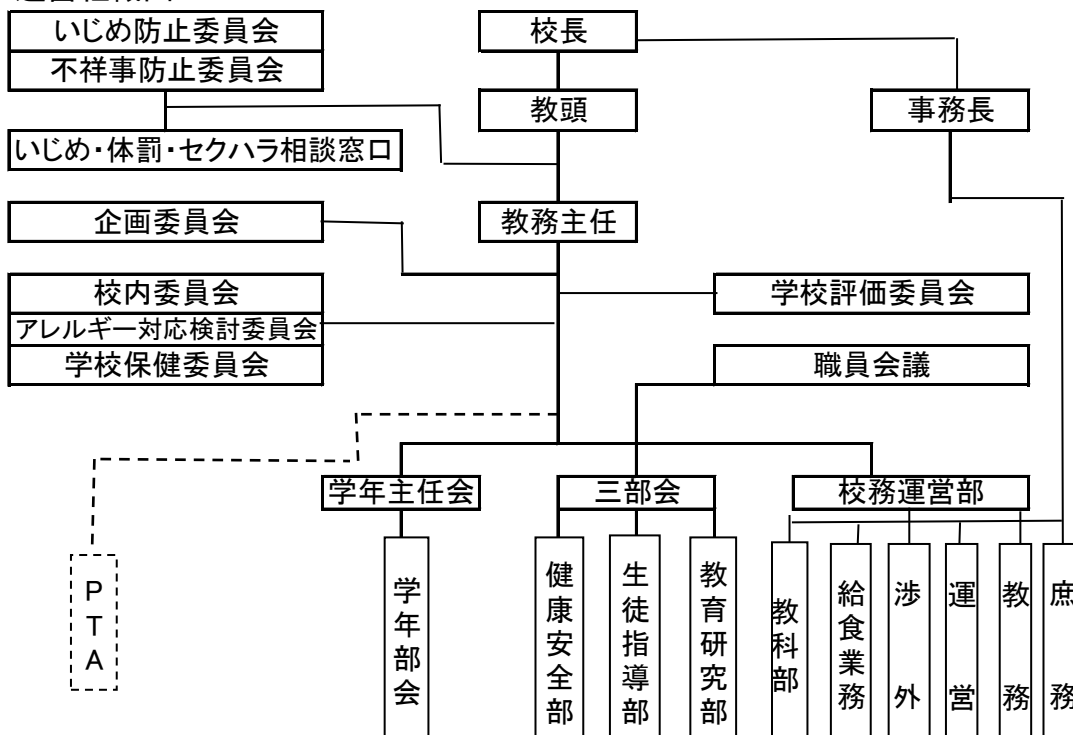 いじめ防止委員会
校長
不祥事防止委員会
教頭
事務長
いじめ・体罰・セクハラ相談窓口
企画委員会
教務主任
校内委員会
学校評価委員会
アレルギー対応検討委員会
学校保健委員会
職員会議
学年主任会
三部会
校務運営部
PTA
学年部会
健康安全部
生徒指導部
教育研究部
教科部
給食業務
渉外
運営
教務
庶務